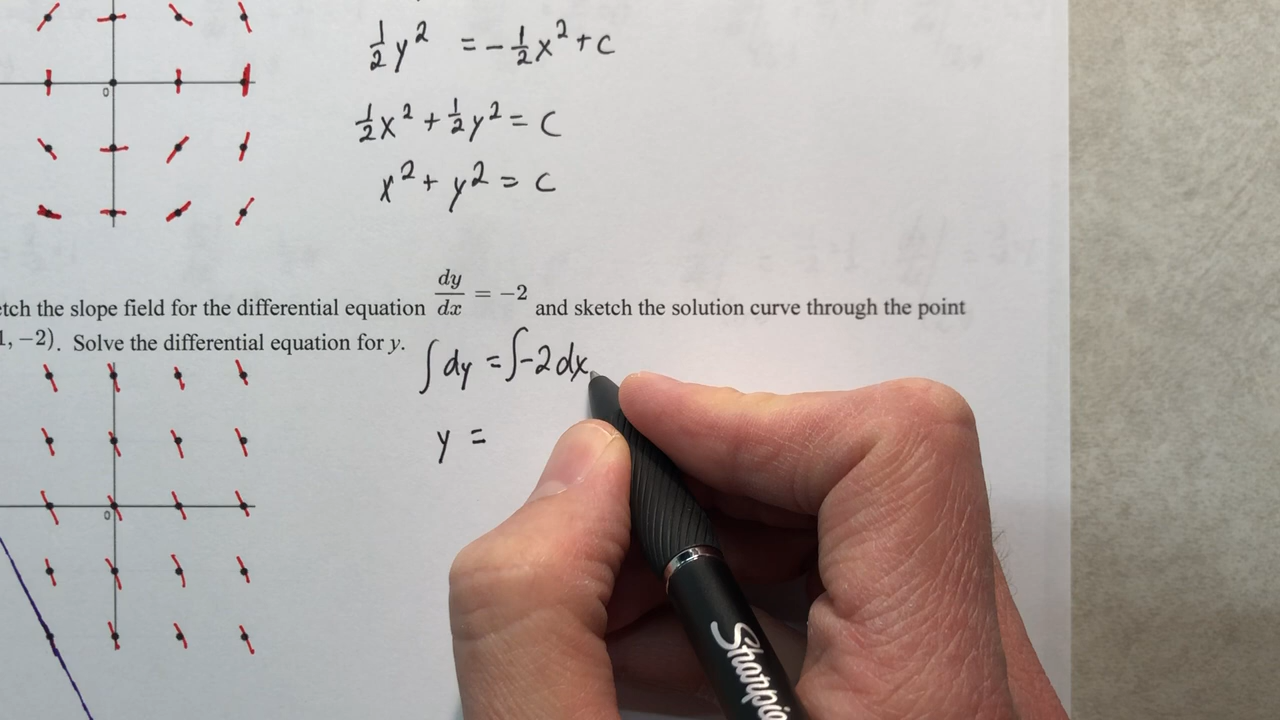 ½y² = -½x² + C
½x² + ½y² = C
x² + y² = C
0
etch the slope field for the differential equation dy/dx = −2 and sketch the solution curve through the point
1, −2). Solve the differential equation for y.
∫dy = ∫-2dx
y =
0
Sharpie